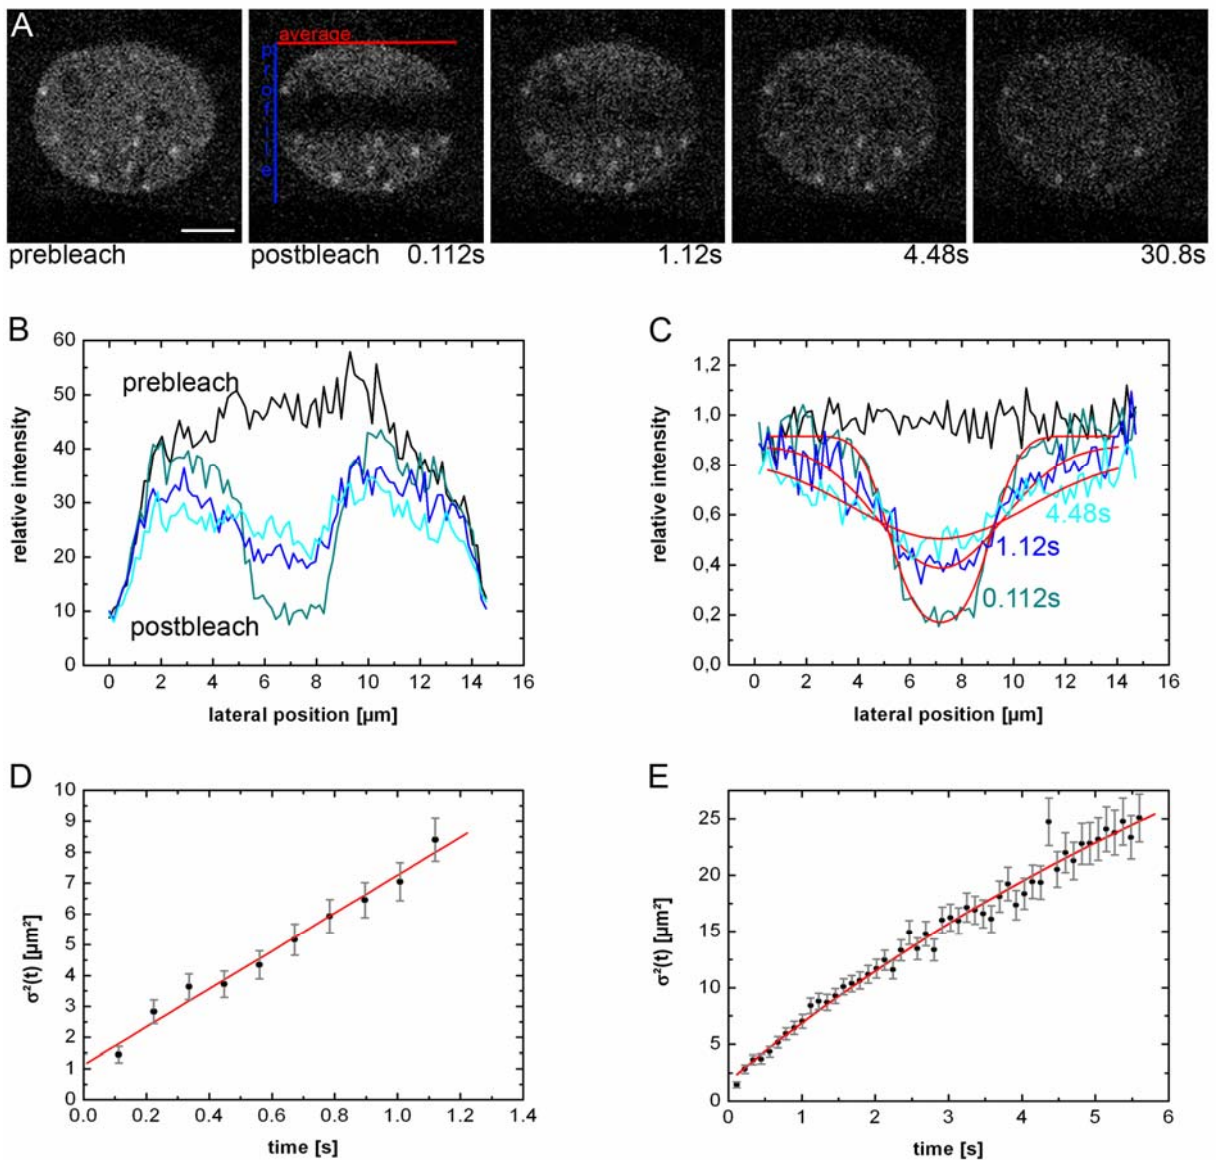 A
average
profile
prebleach
postbleach 0.112s
1.12s
4.48s
30.8s
B
60
50
40
30
20
10
0
prebleach
postbleach
relative intensity
0 2 4 6 8 10 12 14 16
lateral position [µm]
C
1,2
1,0
0,8
0,6
0,4
0,2
0,0
4.48s
1.12s
0.112s
relative intensity
0 2 4 6 8 10 12 14 16
lateral position [µm]
D
10
9
8
7
6
5
4
3
2
1
0
σ²(t) [µm²]
0.0 0.2 0.4 0.6 0.8 1.0 1.2 1.4
time [s]
E
25
20
15
10
5
0
σ²(t) [µm²]
0 1 2 3 4 5 6
time [s]